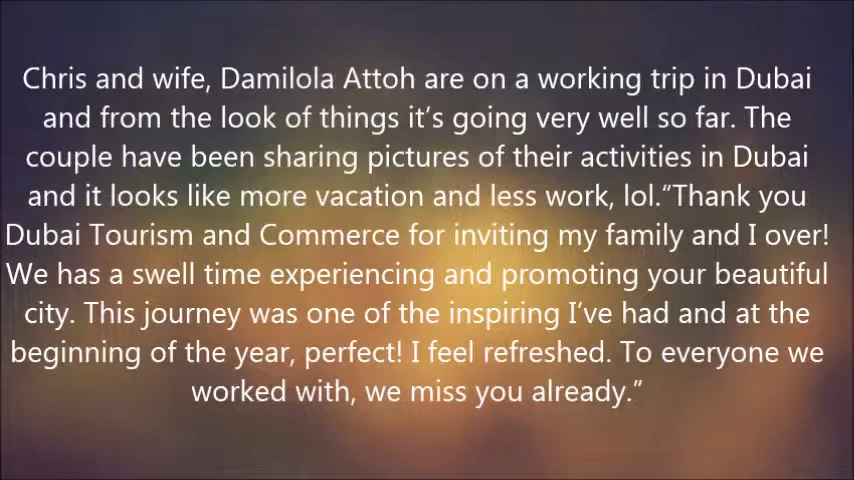 Chris and wife, Damilola Attoh are on a working trip in Dubai
and from the look of things it’s going very well so far. The
couple have been sharing pictures of their activities in Dubai
and it looks like more vacation and less work, lol.“Thank you
Dubai Tourism and Commerce for inviting my family and I over!
We has a swell time experiencing and promoting your beautiful
city. This journey was one of the inspiring I’ve had and at the
beginning of the year, perfect! I feel refreshed. To everyone we
worked with, we miss you already.”